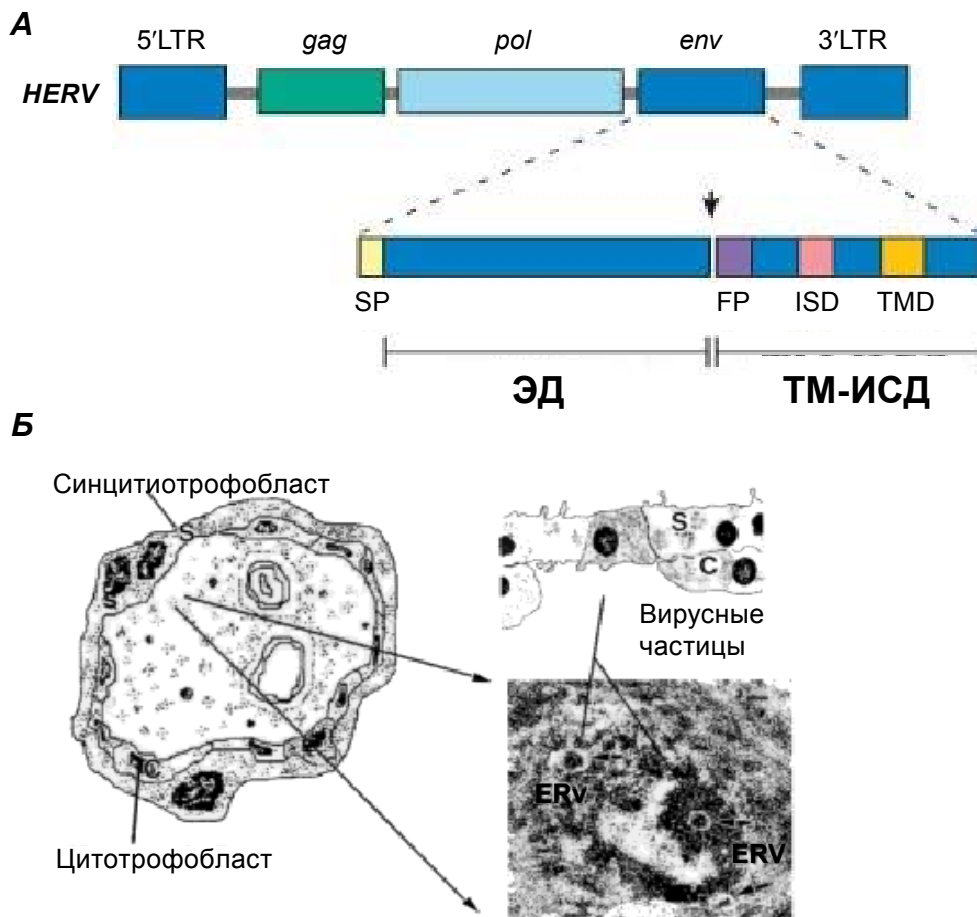 А
5′LTR gag pol env 3′LTR
HERV
SP FP ISD TMD
ЭД ТМ-ИСД
Б
Синцитиотрофобласт
S
S
C
Вирусные
частицы
ERv
ERV
Цитотрофобласт